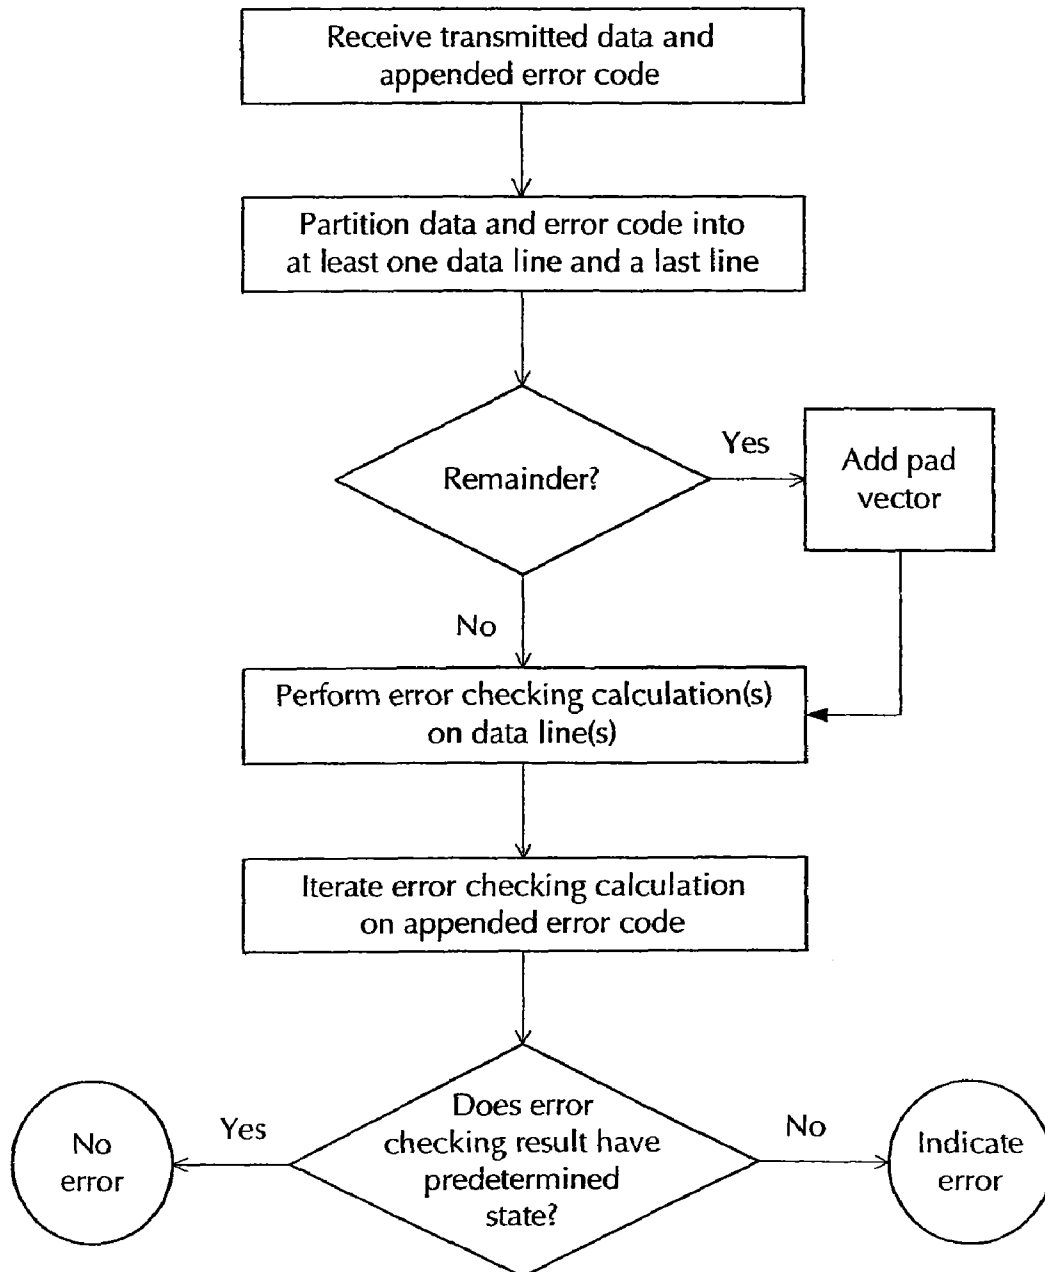 Receive transmitted data and
appended error code
Partition data and error code into
at least one data line and a last line
Remainder?
Yes
Add pad
vector
No
Perform error checking calculation(s)
on data line(s)
Iterate error checking calculation
on appended error code
Does error
checking result have
predetermined
state?
Yes
No
error
No
Indicate
error